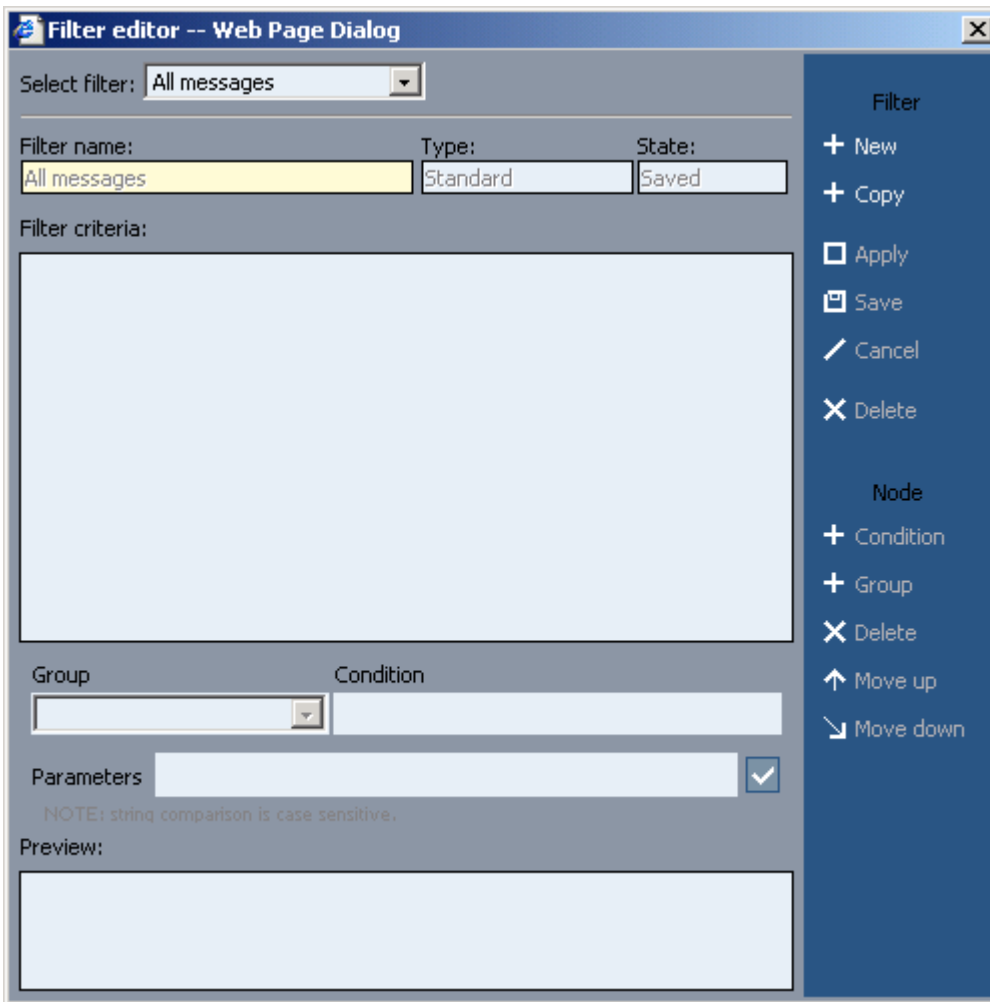 Filter editor -- Web Page Dialog
Select filter: All messages
Filter name: Type: State:
All messages Standard Saved
Filter criteria:
Group Condition
Parameters
NOTE: string comparison is case sensitive.
Preview:
Filter
New
Copy
Apply
Save
Cancel
Delete
Node
Condition
Group
Delete
Move up
Move down